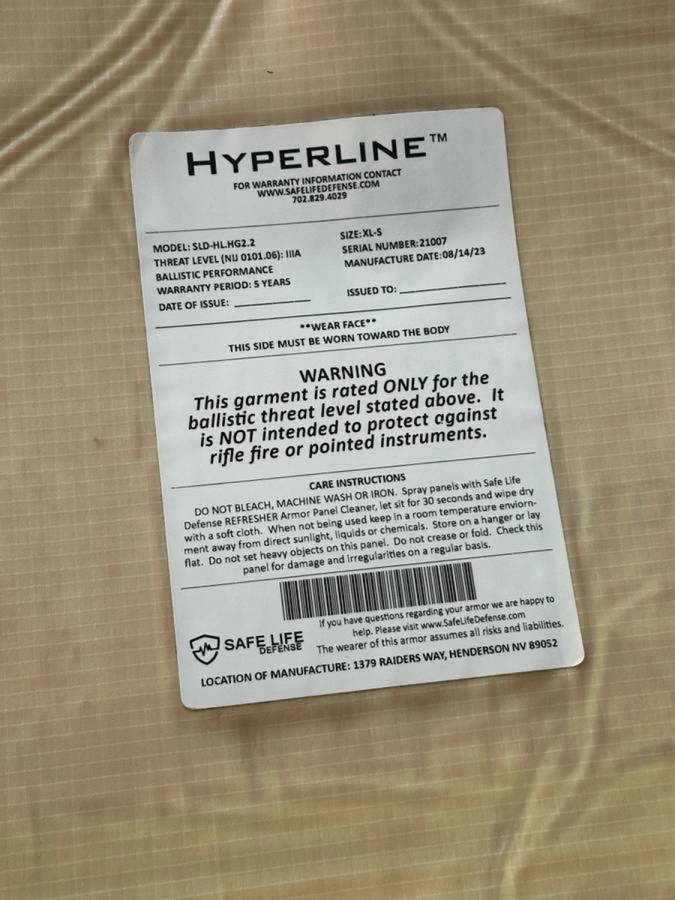 HYPERLINE™
FOR WARRANTY INFORMATION CONTACT
WWW.SAFELIFEDEFENSE.COM
702.829.4029
MODEL: SLD-HL.HG2.2
THREAT LEVEL (NIJ 0101.06): IIIA
BALLISTIC PERFORMANCE
WARRANTY PERIOD: 5 YEARS
DATE OF ISSUE:
SIZE:XL-S
SERIAL NUMBER:21007
MANUFACTURE DATE:08/14/23
ISSUED TO:
**WEAR FACE**
THIS SIDE MUST BE WORN TOWARD THE BODY
WARNING
This garment is rated ONLY for the
ballistic threat level stated above. It
is NOT intended to protect against
rifle fire or pointed instruments.
CARE INSTRUCTIONS
DO NOT BLEACH, MACHINE WASH OR IRON. Spray panels with Safe Life
Defense REFRESHER Armor Panel Cleaner, let sit for 30 seconds and wipe dry
with a soft cloth. When not being used keep in a room temperature enviorn-
ment away from direct sunlight, liquids or chemicals. Store on a hanger or lay
flat. Do not set heavy objects on this panel. Do not crease or fold. Check this
panel for damage and irregularities on a regular basis.
If you have questions regarding your armor we are happy to
help. Please visit www.SafeLifeDefense.com
The wearer of this armor assumes all risks and liabilities.
SAFE LIFE
DEFENSE
LOCATION OF MANUFACTURE: 1379 RAIDERS WAY, HENDERSON NV 89052